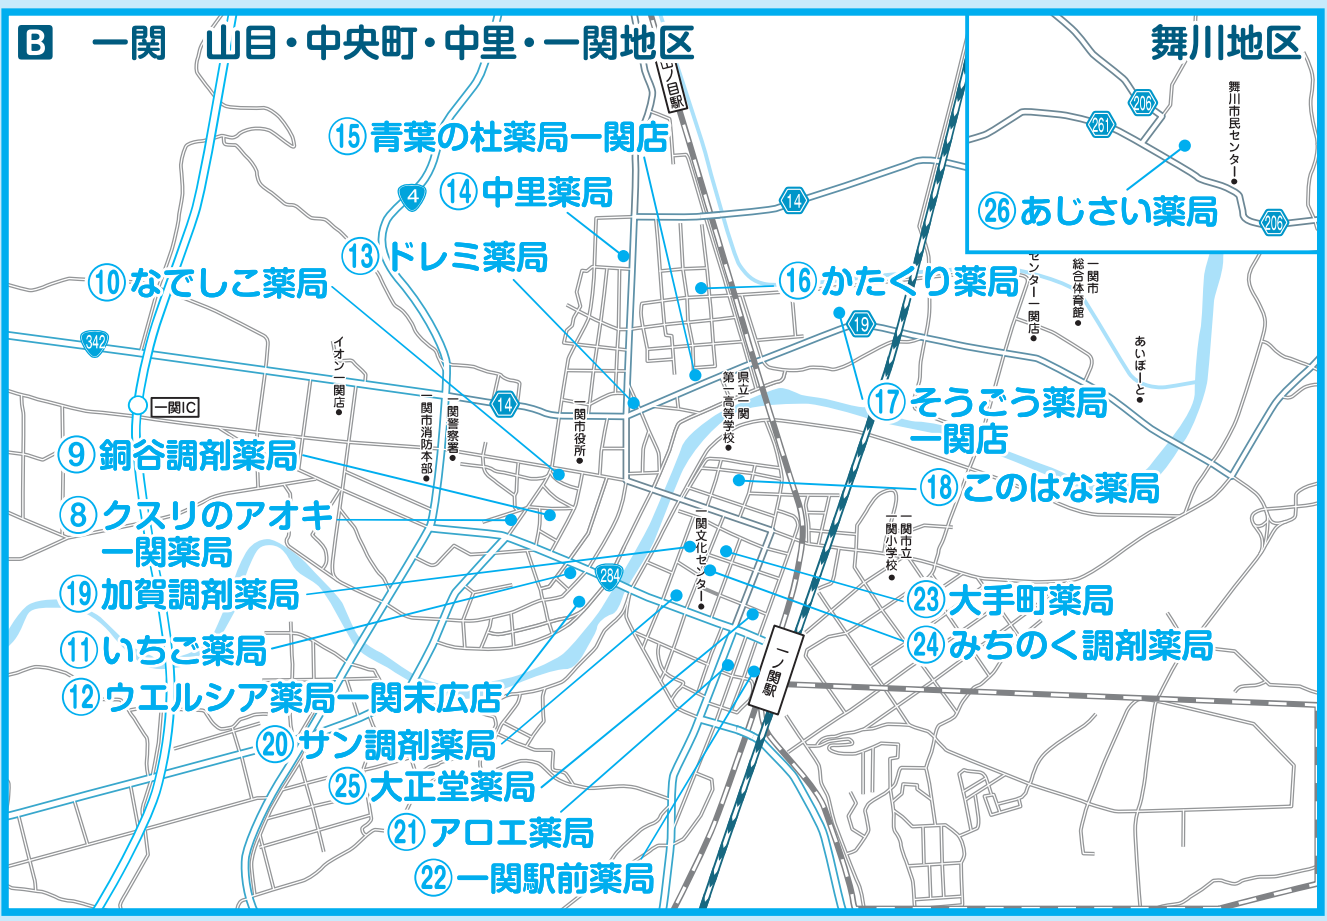 B 一関 山目・中央町・中里・一関地区
舞川地区
山ノ目駅
⑮青葉の杜薬局一関店
⑭中里薬局
⑬ドレミ薬局
⑩なでしこ薬局
4
14
206
261
206
舞川市民センター
㉖あじさい薬局
⑯かたくり薬局
センター一関店
一関市
総合体育館
あいぽーと
19
342
イオン一関店
一関IC
14
一関市消防本部
一関警察署
一関市役所
県立一関
第一高等学校
⑰そうごう薬局
一関店
⑨銅谷調剤薬局
⑱このはな薬局
⑧クスリのアオキ
一関薬局
一関文化センター
一関市立
一関小学校
284
⑲加賀調剤薬局
㉓大手町薬局
⑪いちご薬局
㉔みちのく調剤薬局
⑫ウエルシア薬局一関末広店
一ノ関駅
⑳サン調剤薬局
㉕大正堂薬局
㉑アロエ薬局
㉒一関駅前薬局